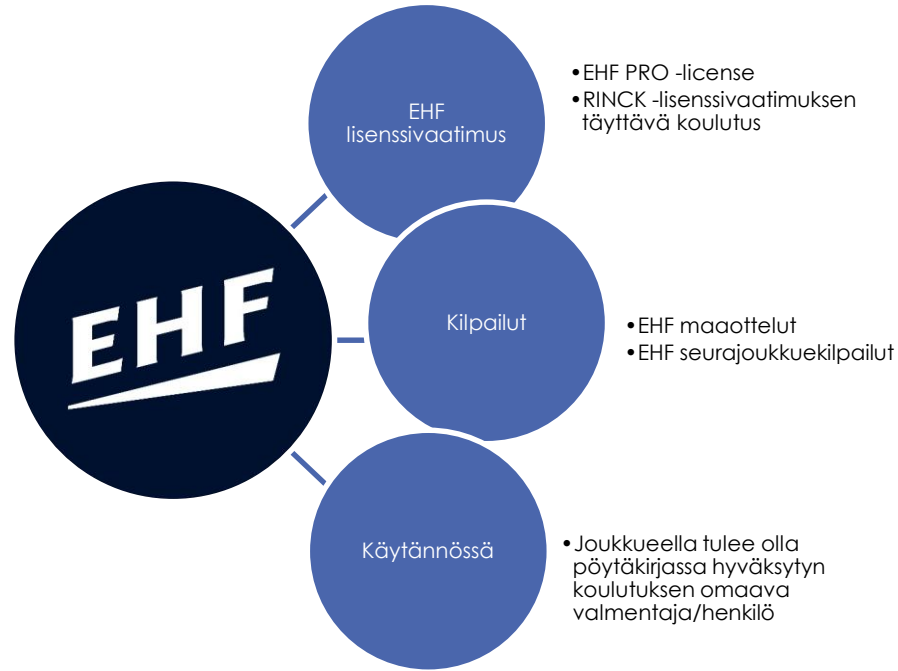 EHF
EHF
lisenssivaatimus
•EHF PRO -license
•RINCK -lisenssivaatimuksen
täyttävä koulutus
Kilpailut
•EHF maaottelut
•EHF seurajoukkuekilpailut
Käytännössä
•Joukkueella tulee olla
pöytäkirjassa hyväksytyn
koulutuksen omaava
valmentaja/henkilö